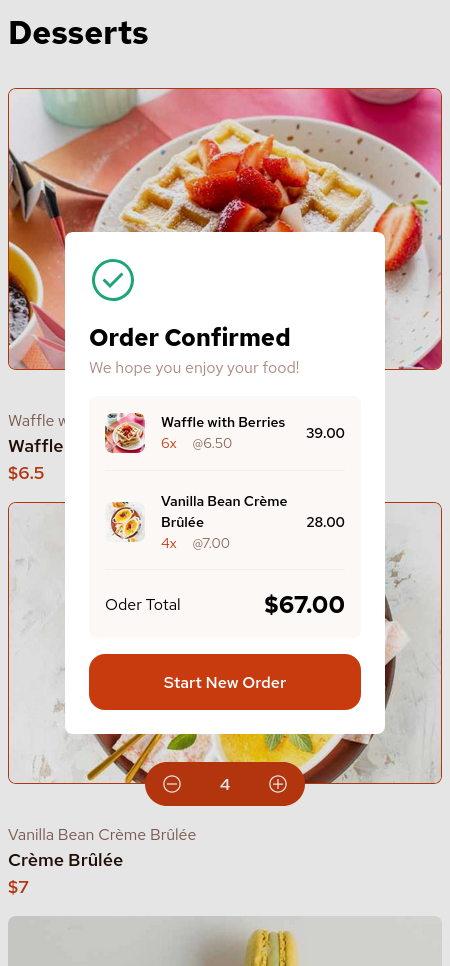 Desserts
Order Confirmed
We hope you enjoy your food!
Waffle with Berries
6x @6.50
39.00
Vanilla Bean Crème
Brûlée
4x @7.00
28.00
Oder Total $67.00
Start New Order
Waffle
Waffle
$6.5
4
Vanilla Bean Crème Brûlée
Crème Brûlée
$7